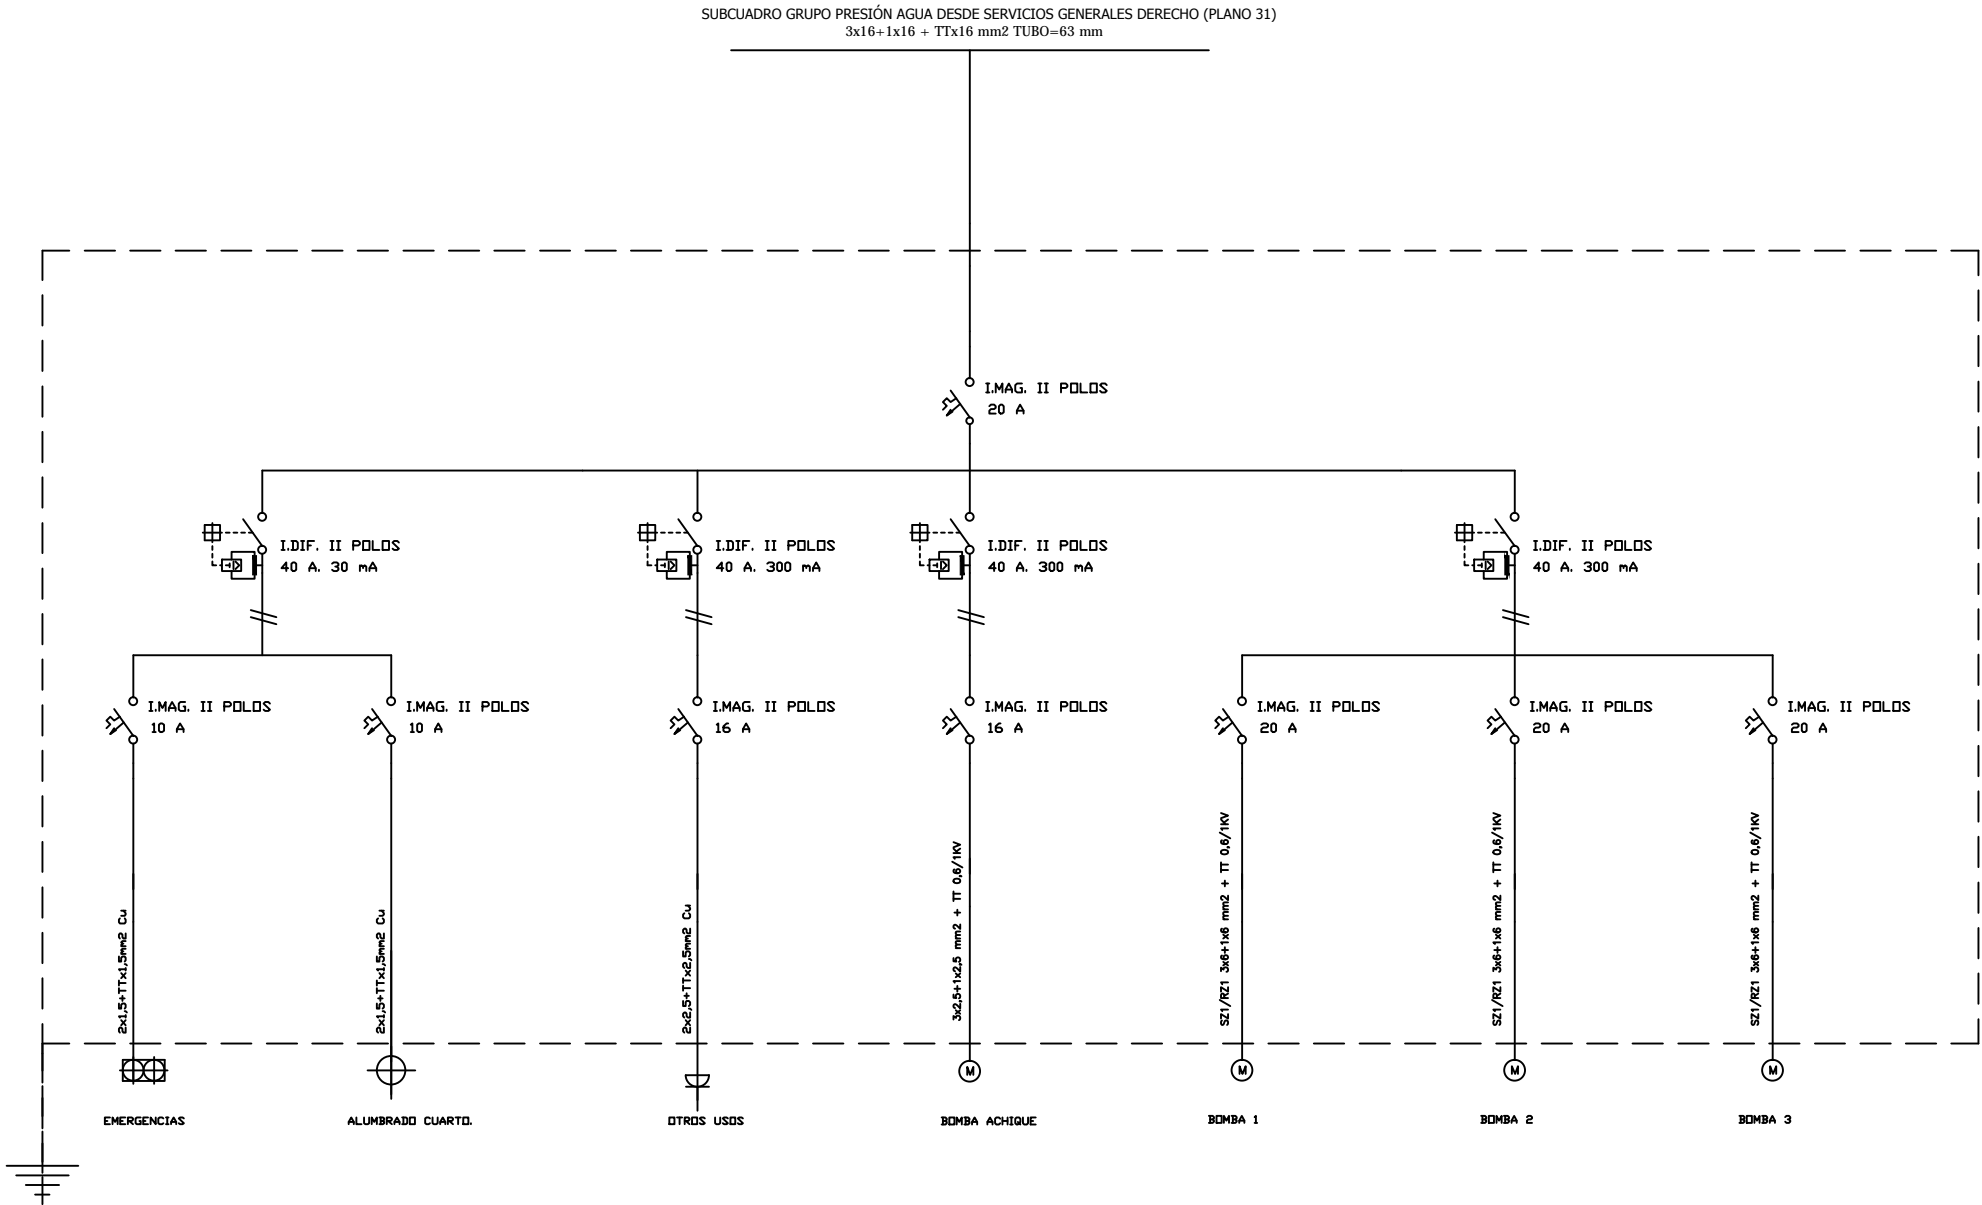 SUBCUADRO GRUPO PRESIÓN AGUA DESDE SERVICIOS GENERALES DERECHO (PLANO 31)
3x16+1x16 + TTx16 mm2 TUBO=63 mm
I.MAG. II POLOS
20 A
I.DIF. II POLOS
40 A. 30 mA
I.DIF. II POLOS
40 A. 300 mA
I.DIF. II POLOS
40 A. 300 mA
I.DIF. II POLOS
40 A. 300 mA
I.MAG. II POLOS
10 A
I.MAG. II POLOS
10 A
I.MAG. II POLOS
16 A
I.MAG. II POLOS
16 A
I.MAG. II POLOS
20 A
I.MAG. II POLOS
20 A
I.MAG. II POLOS
20 A
2x1,5+TTx1,5mm2 Cu
2x1,5+TTx1,5mm2 Cu
2x2,5+TTx2,5mm2 Cu
3x2,5+1x2,5 mm2 + TT 0,6/1KV
SZ1/RZ1 3x6+1x6 mm2 + TT 0,6/1KV
SZ1/RZ1 3x6+1x6 mm2 + TT 0,6/1KV
SZ1/RZ1 3x6+1x6 mm2 + TT 0,6/1KV
M
M
M
M
EMERGENCIAS
ALUMBRADO CUARTO.
OTROS USOS
BOMBA ACHIQUE
BOMBA 1
BOMBA 2
BOMBA 3